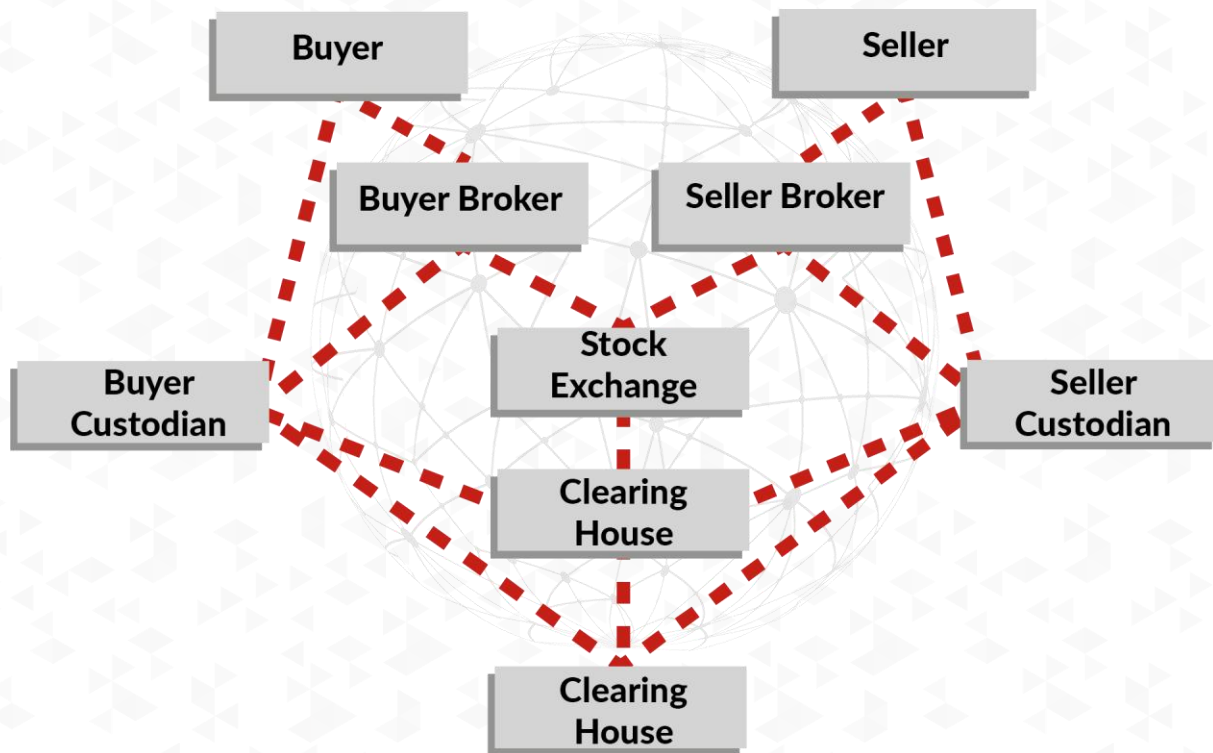 Buyer
Seller
Buyer Broker
Seller Broker
Stock
Exchange
Buyer
Custodian
Seller
Custodian
Clearing
House
Clearing
House